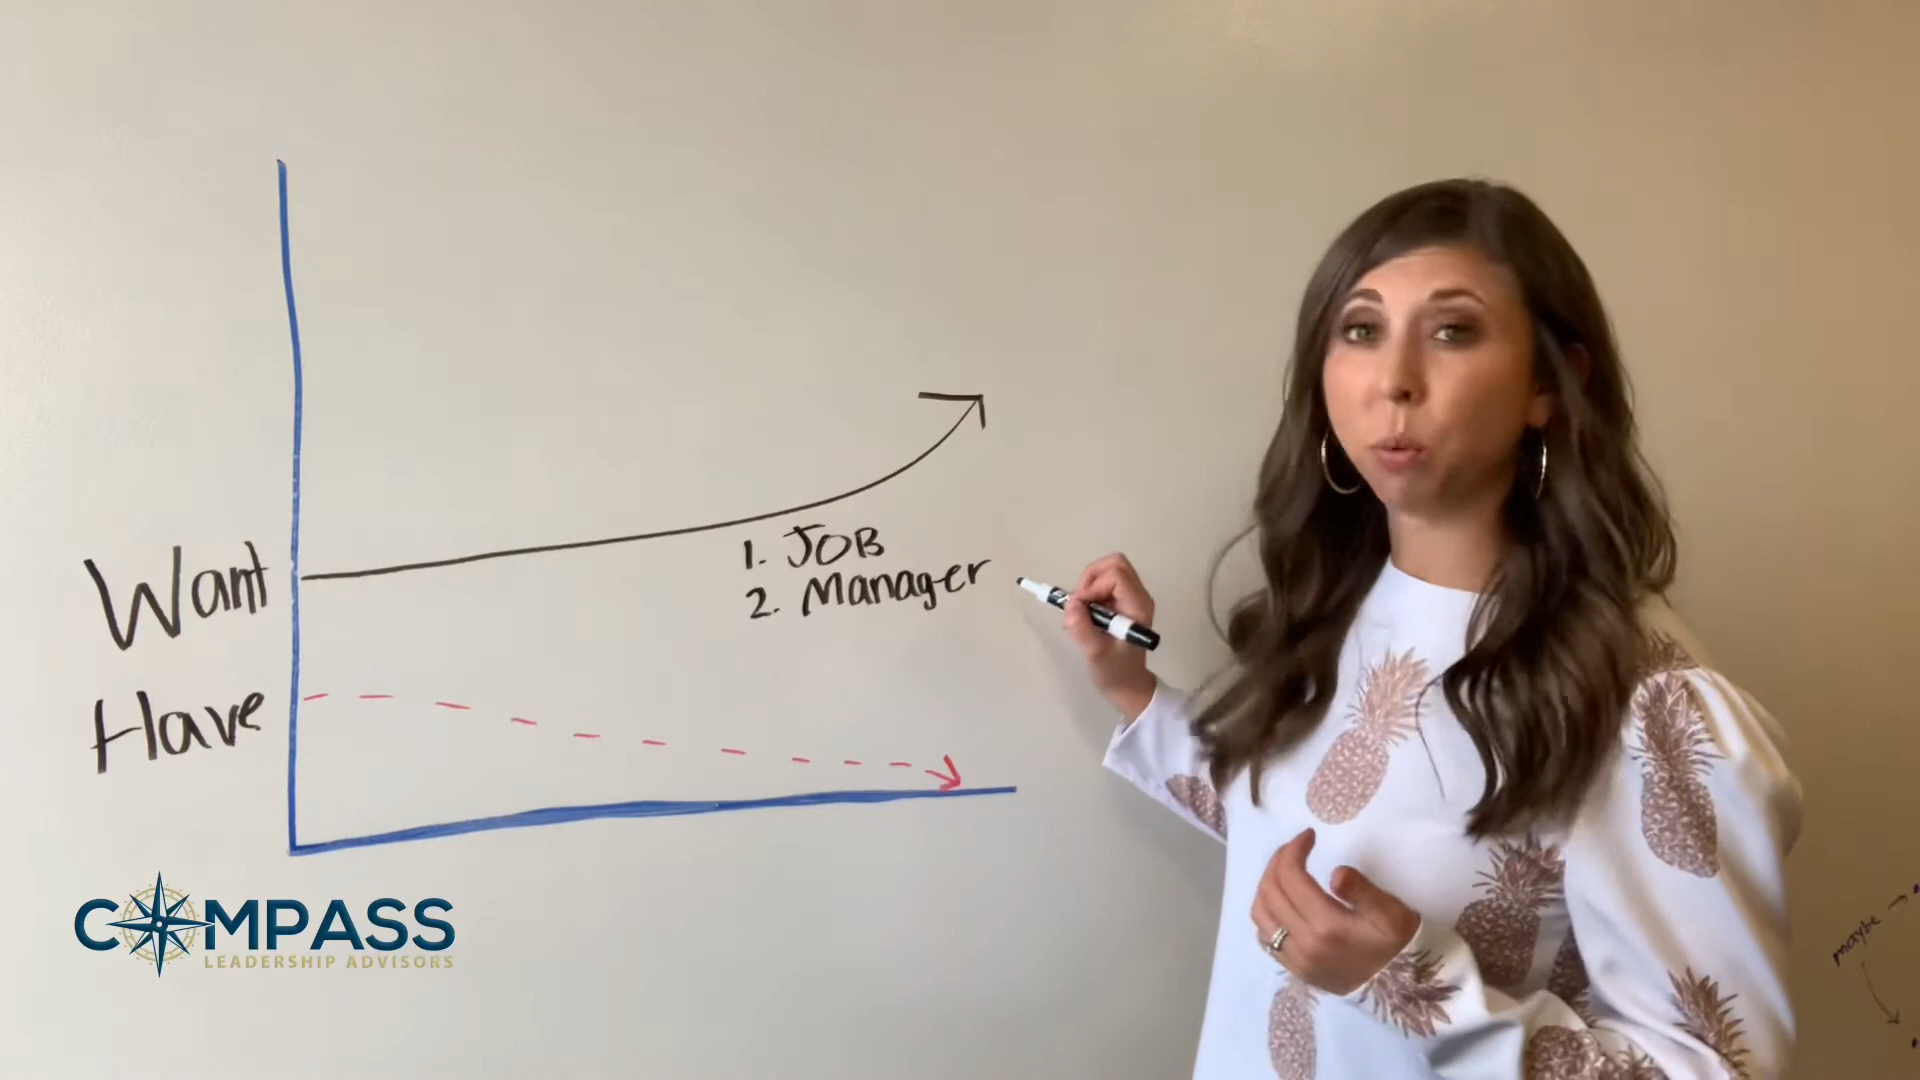 Want
1. JOB
2. Manager
Have
COMPASS
LEADERSHIP ADVISORS
maybe